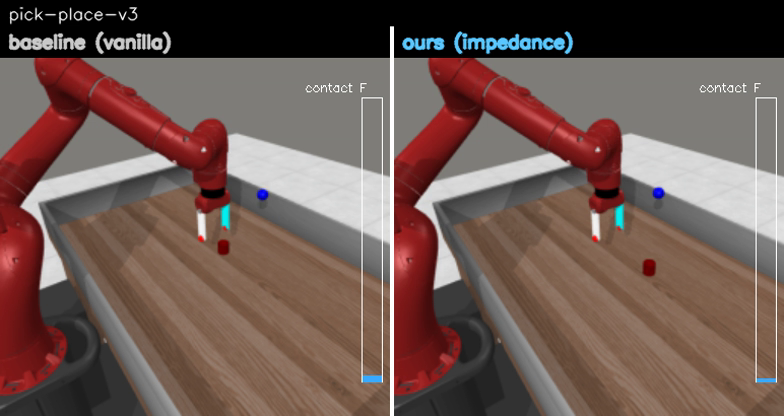 pick-place-v3
baseline (vanilla)
ours (impedance)
contact F
contact F